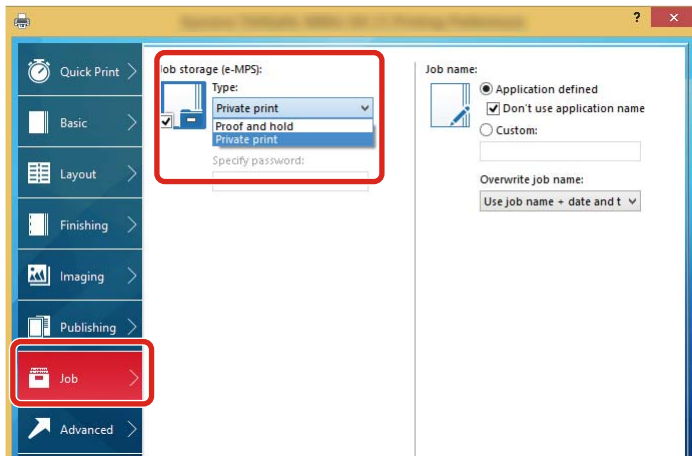 ?
Quick Print
Basic
Layout
Finishing
Imaging
Publishing
Job
Advanced
Job storage (e-MPS):
Type:
Private print
Proof and hold
Private print
Specify password:
Job name:
Application defined
Don't use application name
Custom:
Overwrite job name:
Use job name + date and t